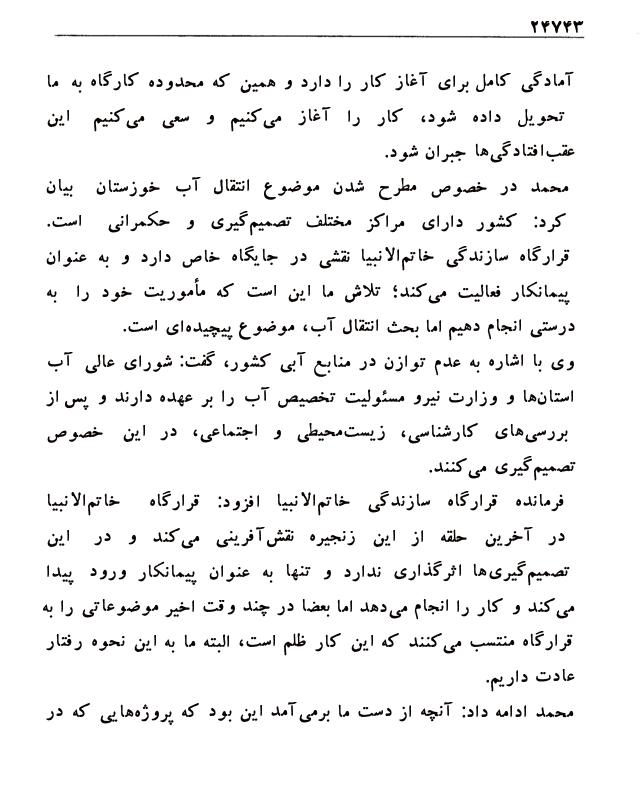 ۲۴۷۴۳
آمادگی کامل برای آغاز کار را دارد و همین که محدوده کارگاه به ما
تحویل داده شود، کار را آغاز می‌کنیم و سعی می‌کنیم این
عقب‌افتادگی‌ها جبران شود.
محمد در خصوص مطرح شدن موضوع انتقال آب خوزستان بیان
کرد: کشور دارای مراکز مختلف تصمیم‌گیری و حکمرانی است.
قرارگاه سازندگی خاتم‌الانبیا نقشی در جایگاه خاص دارد و به عنوان
پیمانکار فعالیت می‌کند؛ تلاش ما این است که مأموریت خود را به
درستی انجام دهیم اما بحث انتقال آب، موضوع پیچیده‌ای است.
وی با اشاره به عدم توازن در منابع آبی کشور، گفت: شورای عالی آب
استان‌ها و وزارت نیرو مسئولیت تخصیص آب را بر عهده دارند و پس از
بررسی‌های کارشناسی، زیست‌محیطی و اجتماعی، در این خصوص
تصمیم‌گیری می‌کنند.
فرمانده قرارگاه سازندگی خاتم‌الانبیا افزود: قرارگاه خاتم‌الانبیا
در آخرین حلقه از این زنجیره نقش‌آفرینی می‌کند و در این
تصمیم‌گیری‌ها اثرگذاری ندارد و تنها به عنوان پیمانکار ورود پیدا
می‌کند و کار را انجام می‌دهد اما بعضا در چند وقت اخیر موضوعاتی را به
قرارگاه منتسب می‌کنند که این کار ظلم است، البته ما به این نحوه رفتار
عادت داریم.
محمد ادامه داد: آنچه از دست ما برمی‌آمد این بود که پروژه‌هایی که در